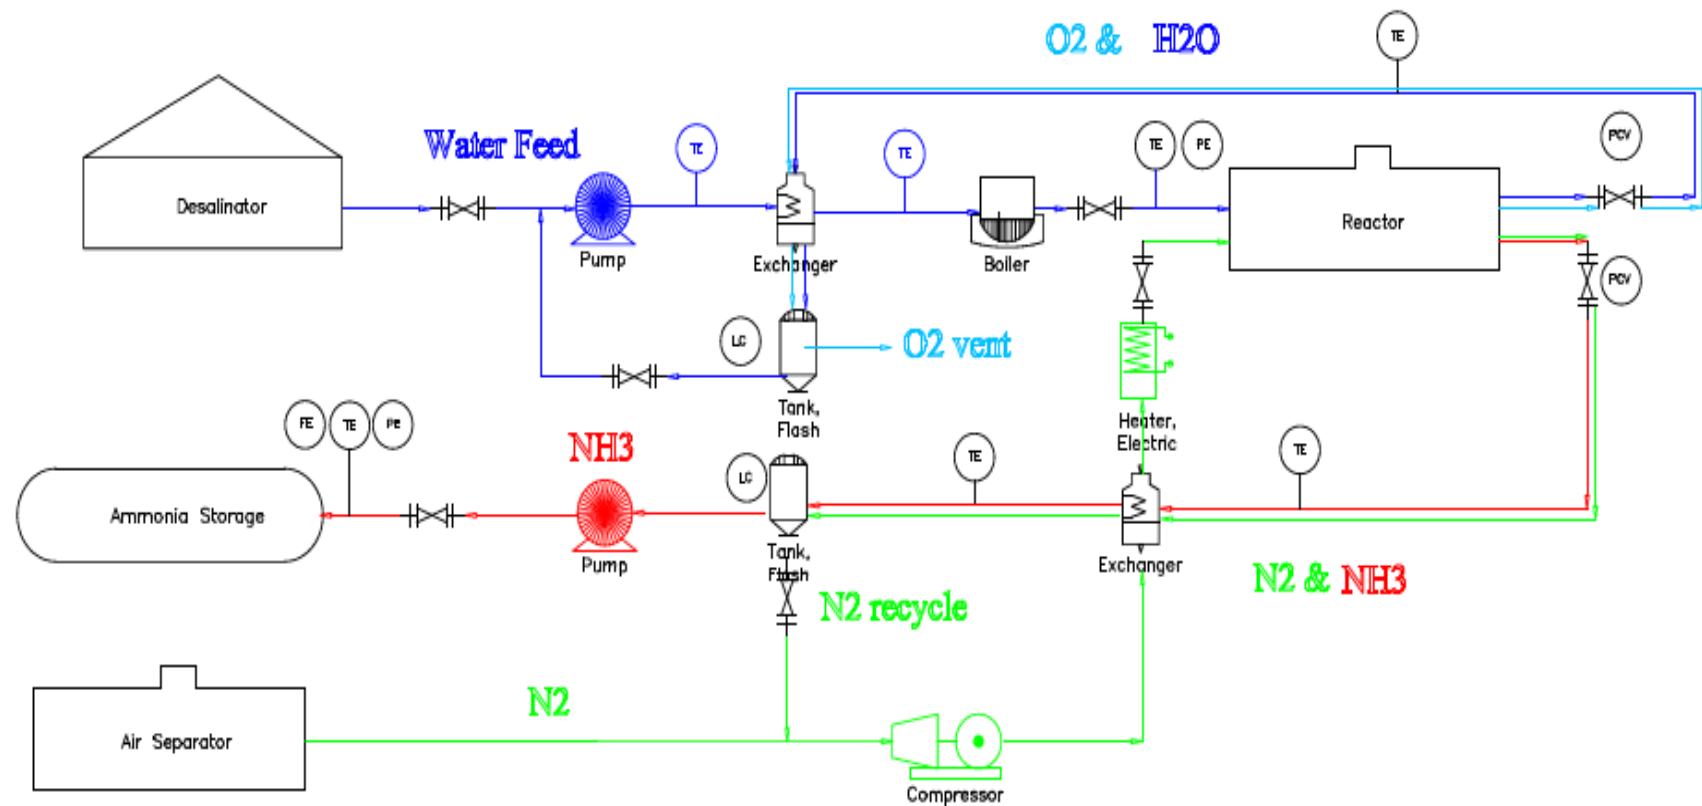 O2 & H2O
TE
Water Feed
TE
TE
TE
PE
PCV
Desalinator
Reactor
Pump
Exchanger
Boiler
PCV
LC
O2 vent
Tank,
Flash
Heater,
Electric
FE
TE
PE
NH3
TE
TE
LC
Ammonia Storage
Pump
Tank,
Flash
Exchanger
N2 & NH3
N2 recycle
N2
Air Separator
Compressor